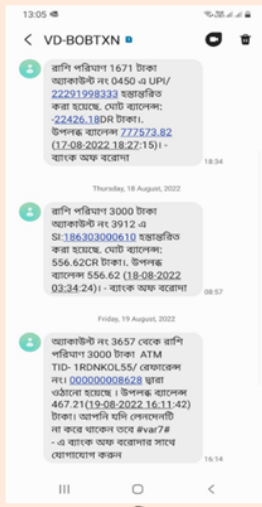 13:05
VD-BOBTXN
রাশি পরিমাণ 1671 টাকা
অ্যাকাউন্ট নং 0450 এ UPI/
22291998333 হস্তান্তরিত
করা হয়েছে. মোট ব্যালেন্স:
-22426.18DR টাকা।.
উপলব্ধ ব্যালেন্স 777573.82
(17-08-2022 18:27:15)। -
ব্যাংক অফ বরোদা
18:34
Thursday, 18 August, 2022
রাশি পরিমাণ 3000 টাকা
অ্যাকাউন্ট নং 3912 এ
SI:186303000610 হস্তান্তরিত
করা হয়েছে. মোট ব্যালেন্স:
556.62CR টাকা।. উপলব্ধ
ব্যালেন্স 556.62 (18-08-2022
03:34:24)। - ব্যাংক অফ বরোদা
08:57
Friday, 19 August, 2022
অ্যাকাউন্ট নং 3657 থেকে রাশি
পরিমাণ 3000 টাকা ATM
TID- 1RDNKOL55/ রেফারেন্স
নং। 000000008628 দ্বারা
ওঠানো হয়েছে । উপলব্ধ ব্যালেন্স
467.21(19-08-2022 16:11:42)
টাকা। আপনি যদি লেনদেনটি
না করে থাকেন তবে #var7#
- এ ব্যাংক অফ বরোদার সাথে
যোগাযোগ করুন
16:14